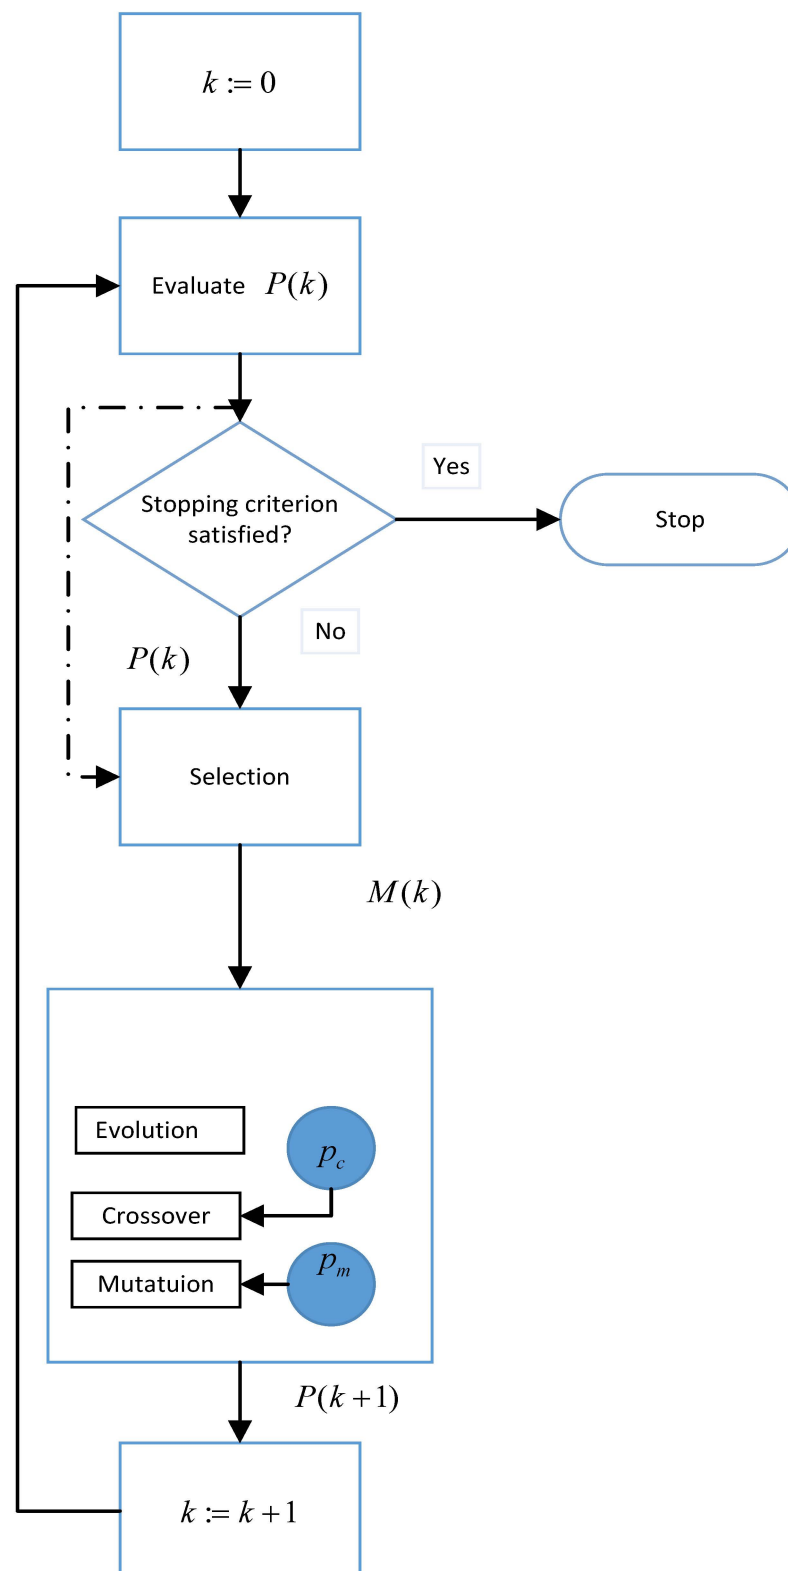 k := 0
Evaluate P(k)
Yes
Stopping criterion
satisfied?
Stop
No
P(k)
Selection
M(k)
Evolution
p_c
Crossover
p_m
Mutatuion
P(k+1)
k := k+1